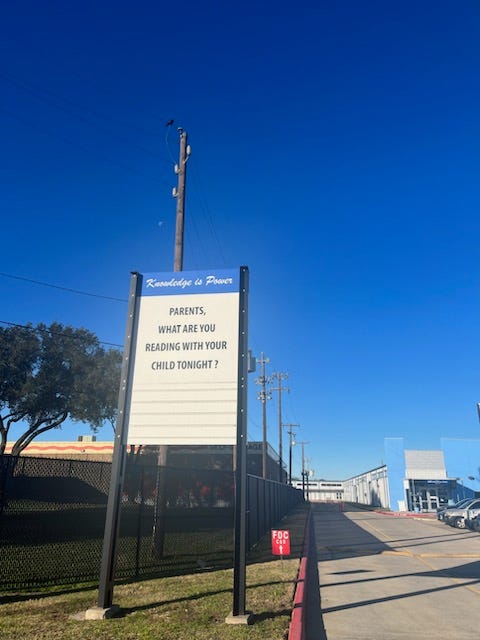 Knowledge is Power
PARENTS,
WHAT ARE YOU
READING WITH YOUR
CHILD TONIGHT ?
FDC